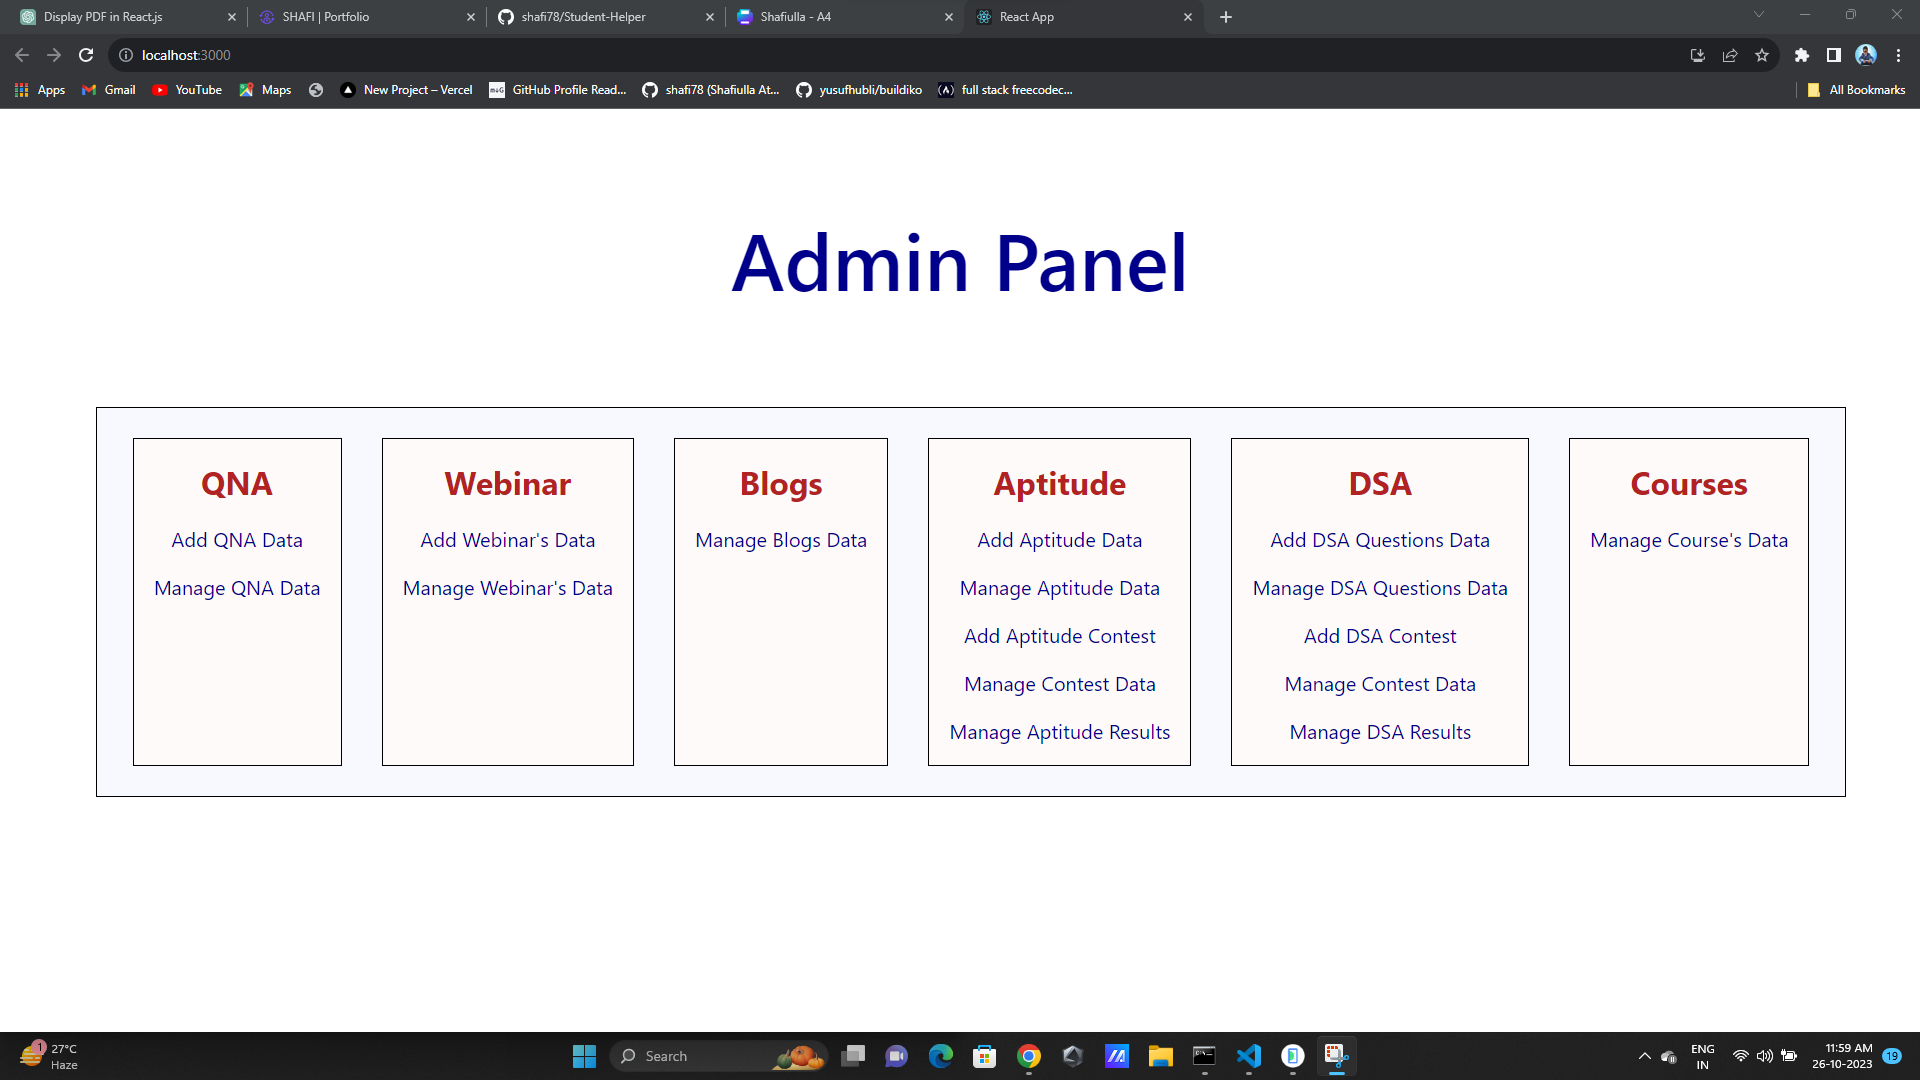 Display PDF in React.js
SHAFI | Portfolio
shafi78/Student-Helper
Shafiulla - A4
React App
localhost:3000
Apps
Gmail
YouTube
Maps
New Project – Vercel
GitHub Profile Read...
shafi78 (Shafiulla At...
yusufhubli/buildiko
full stack freecodec...
All Bookmarks
Admin Panel
QNA
Add QNA Data
Manage QNA Data
Webinar
Add Webinar's Data
Manage Webinar's Data
Blogs
Manage Blogs Data
Aptitude
Add Aptitude Data
Manage Aptitude Data
Add Aptitude Contest
Manage Contest Data
Manage Aptitude Results
DSA
Add DSA Questions Data
Manage DSA Questions Data
Add DSA Contest
Manage Contest Data
Manage DSA Results
Courses
Manage Course's Data
1
27°C
Haze
Search
ENG
IN
11:59 AM
26-10-2023
19